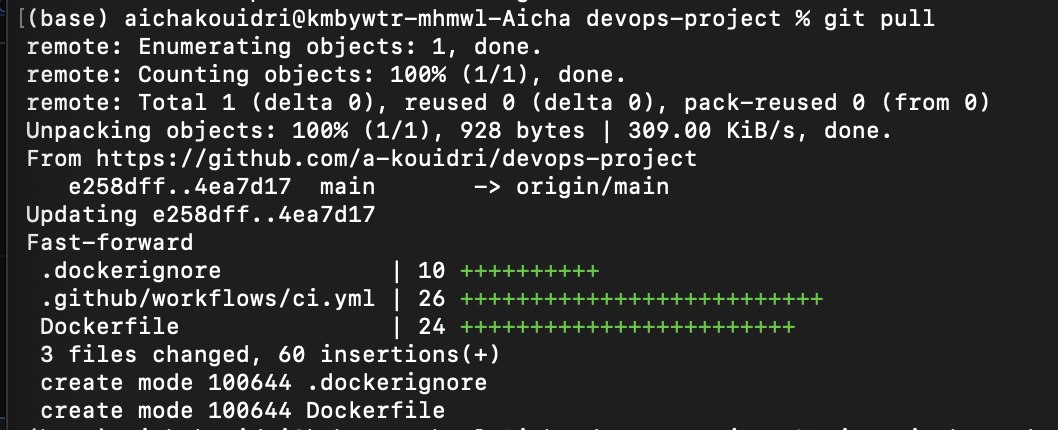 [(base) aichakouidri@kmbywtr-mhmwl-Aicha devops-project % git pull
remote: Enumerating objects: 1, done.
remote: Counting objects: 100% (1/1), done.
remote: Total 1 (delta 0), reused 0 (delta 0), pack-reused 0 (from 0)
Unpacking objects: 100% (1/1), 928 bytes | 309.00 KiB/s, done.
From https://github.com/a-kouidri/devops-project
   e258dff..4ea7d17  main       -> origin/main
Updating e258dff..4ea7d17
Fast-forward
 .dockerignore            | 10 ++++++++++
 .github/workflows/ci.yml | 26 ++++++++++++++++++++++++++
 Dockerfile               | 24 ++++++++++++++++++++++++
 3 files changed, 60 insertions(+)
 create mode 100644 .dockerignore
 create mode 100644 Dockerfile